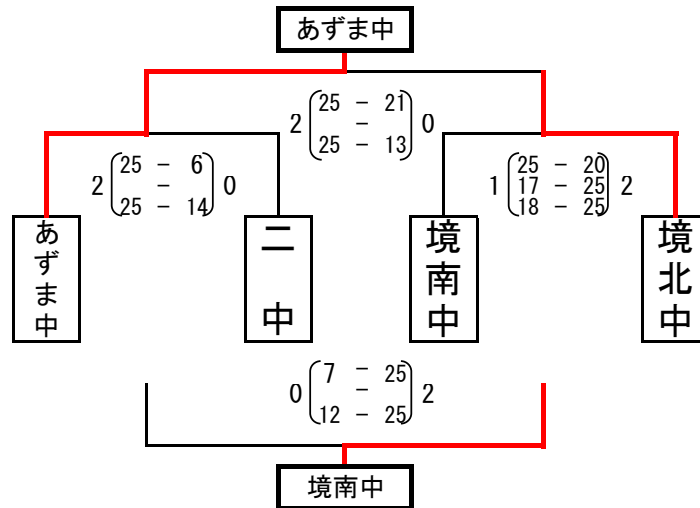 あずま中
2 25 － 21 0
－
25 － 13
2 25 － 6 0
－
25 － 14
1 25 － 20 2
17 － 25
18 － 25
あずま中
二中
境南中
境北中
0 7 － 25 2
－
12 － 25
境南中